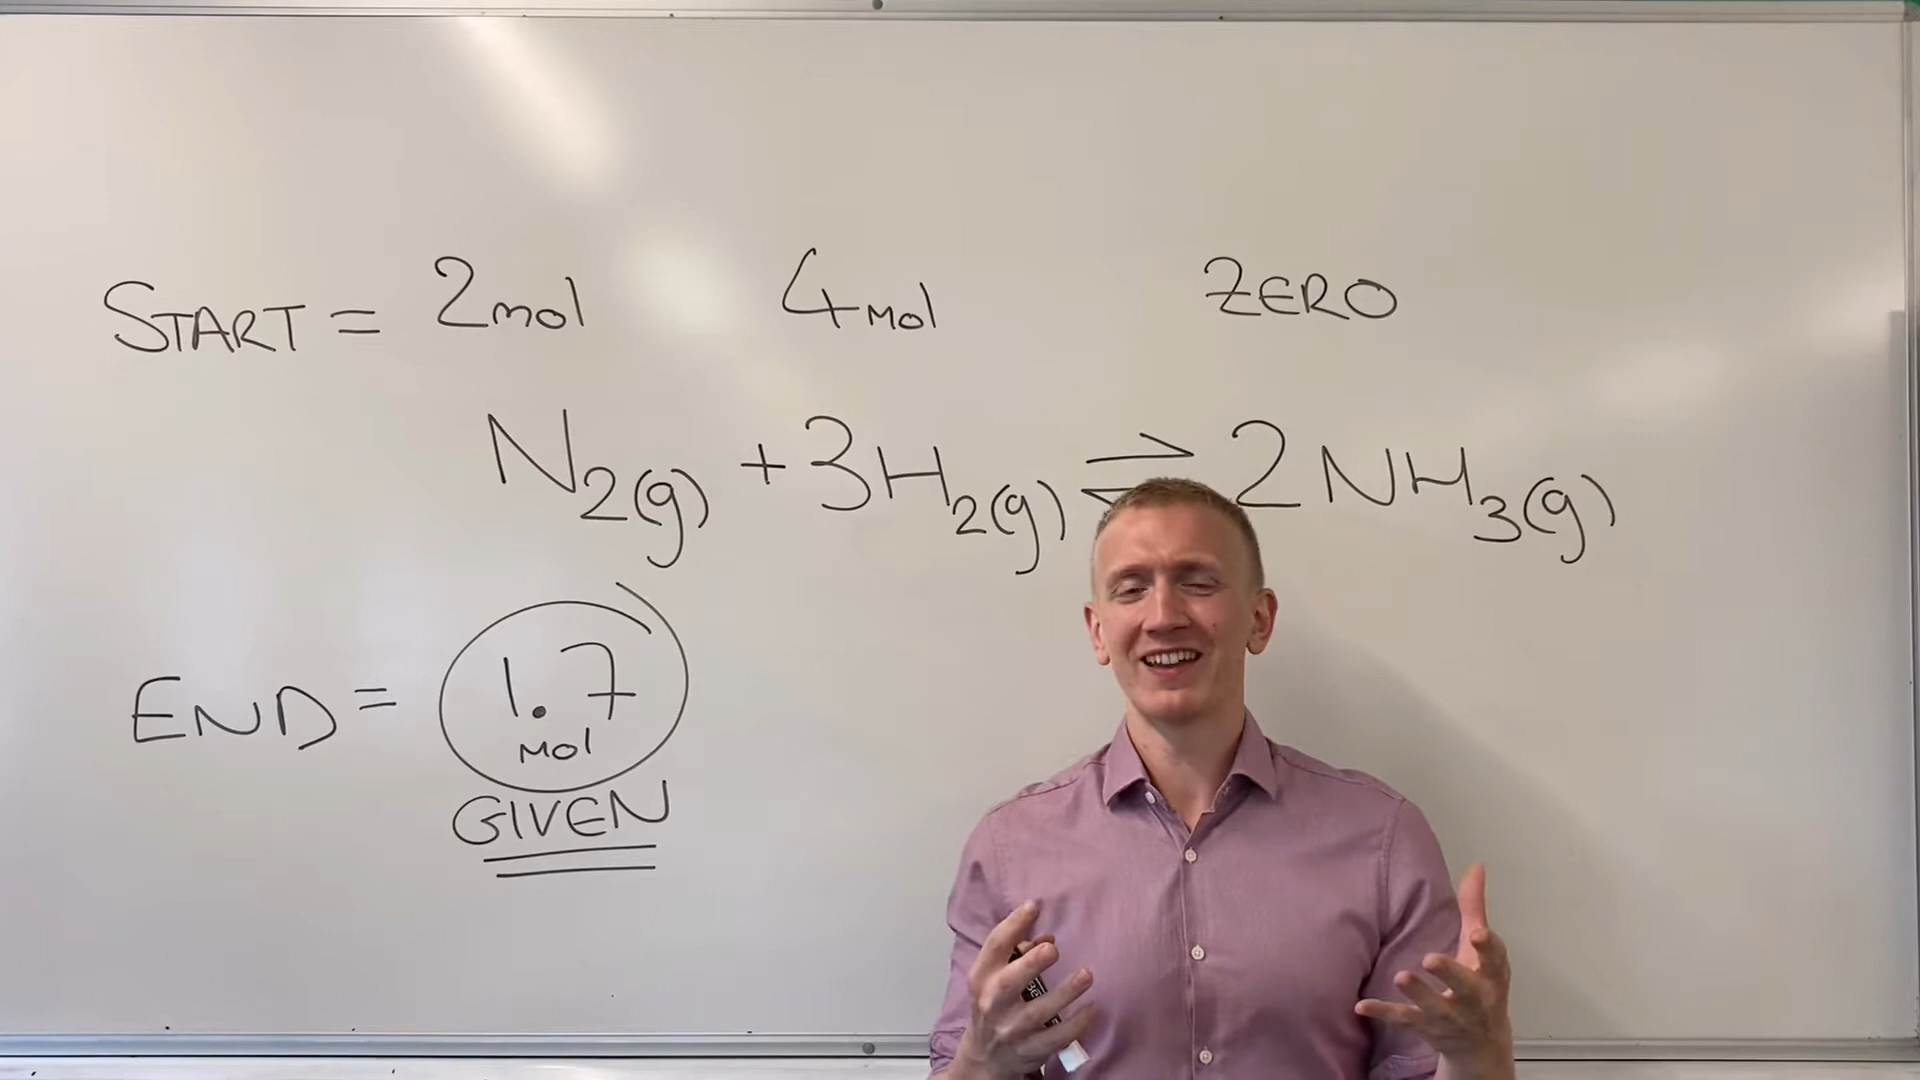 START = 2mol 4mol ZERO
N2(g) + 3H2(g) ⇌ 2NH3(g)
END = 1.7
mol
GIVEN